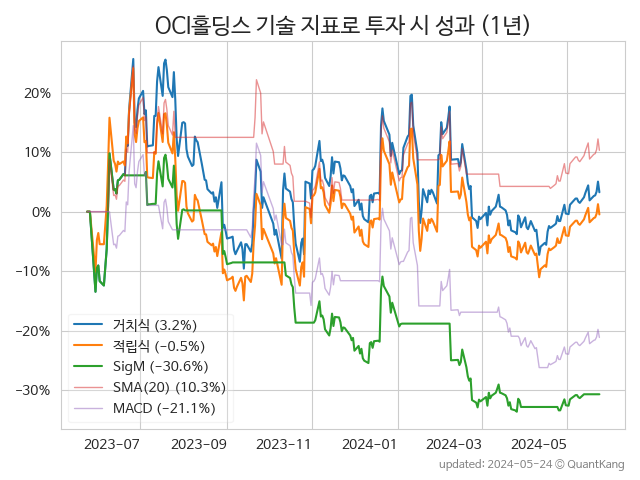 OCI홀딩스 기술 지표로 투자 시 성과 (1년)
20%
10%
0%
−10%
−20%
−30%
거치식 (3.2%)
적립식 (−0.5%)
SigM (−30.6%)
SMA(20) (10.3%)
MACD (−21.1%)
2023-07
2023-09
2023-11
2024-01
2024-03
2024-05
updated: 2024-05-24 © QuantKang